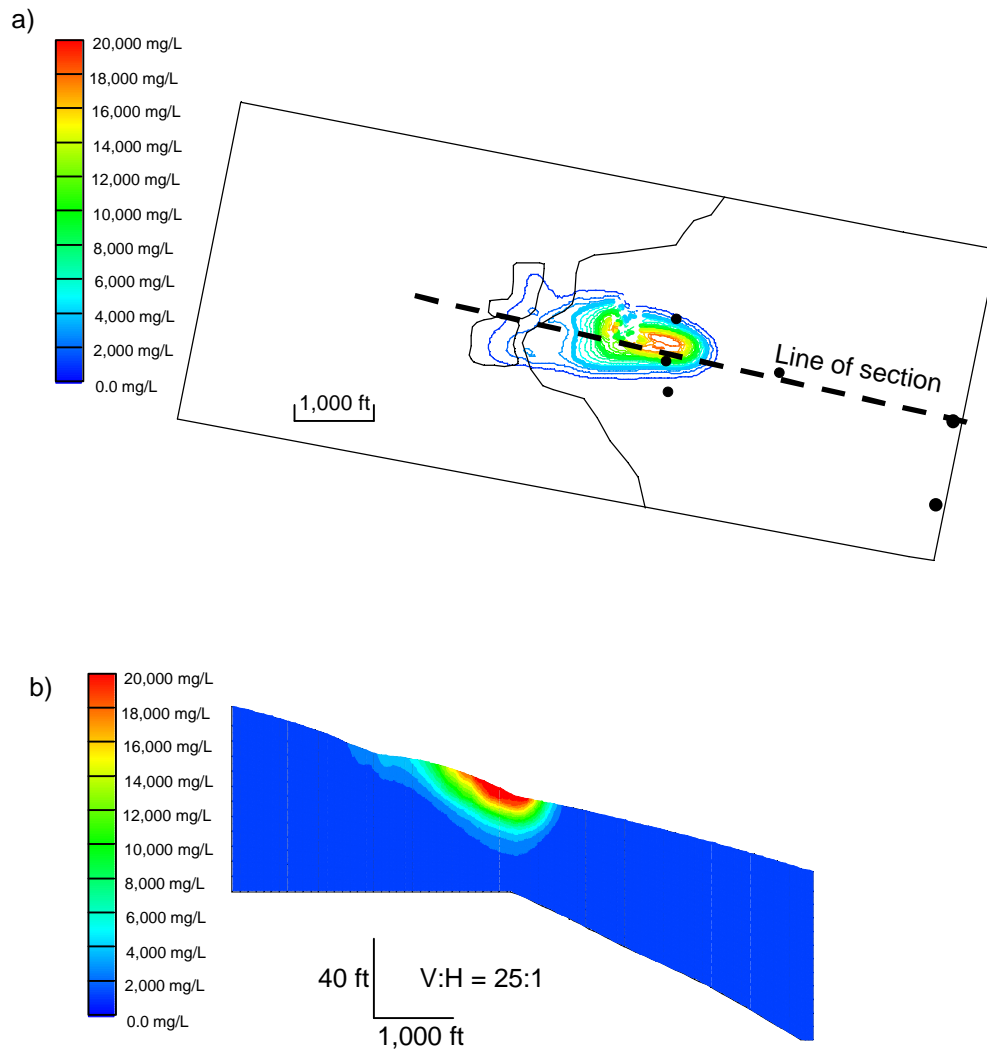 a)
20,000 mg/L
18,000 mg/L
16,000 mg/L
14,000 mg/L
12,000 mg/L
10,000 mg/L
8,000 mg/L
6,000 mg/L
4,000 mg/L
2,000 mg/L
0.0 mg/L
Line of section
1,000 ft
b)
20,000 mg/L
18,000 mg/L
16,000 mg/L
14,000 mg/L
12,000 mg/L
10,000 mg/L
8,000 mg/L
6,000 mg/L
4,000 mg/L
2,000 mg/L
0.0 mg/L
40 ft
V:H = 25:1
1,000 ft